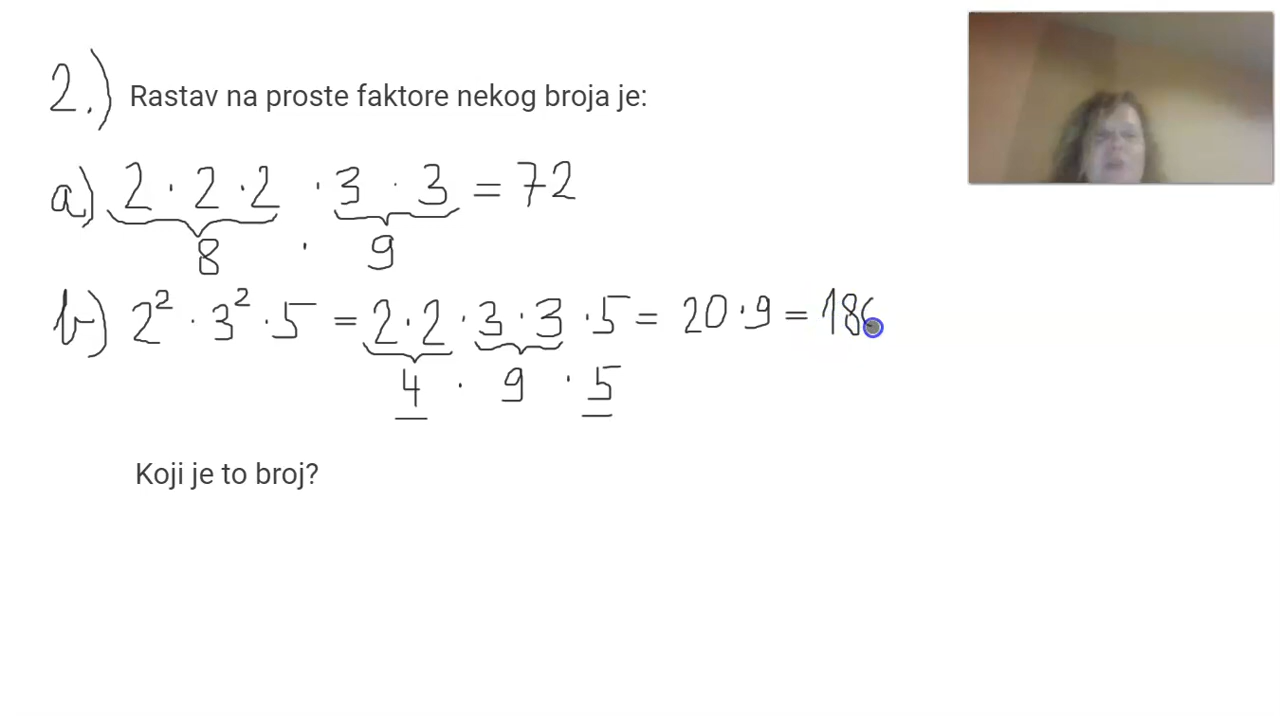 2.) Rastav na proste faktore nekog broja je:
a) 2 · 2 · 2 · 3 · 3 = 72
8 · 9
b) 2² · 3² · 5 = 2 · 2 · 3 · 3 · 5 = 20 · 9 = 18
4 · 9 · 5
Koji je to broj?